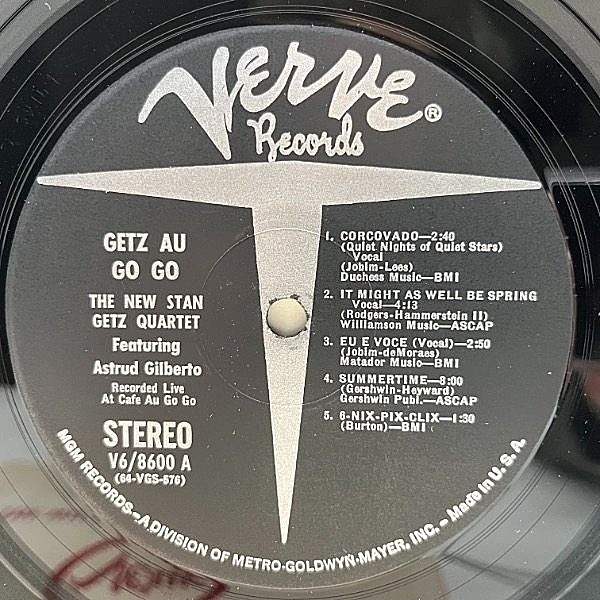 VERVE®
Records
GETZ AU
GO GO
THE NEW STAN
GETZ QUARTET
Featuring
Astrud Gilberto
Recorded Live
At Cafe Au Go Go
STEREO
V6/8600 A
(64-VGS-576)
1. CORCOVADO—2:40
(Quiet Nights of Quiet Stars)
Vocal
(Jobim-Lees)
Duchess Music—BMI
2. IT MIGHT AS WELL BE SPRING
Vocal—4:13
(Rodgers-Hammerstein II)
Williamson Music—ASCAP
3. EU E VOCE (Vocal)—2:50
(Jobim-deMoraes)
Matador Music—BMI
4. SUMMERTIME—8:00
(Gershwin-Heyward)
Gershwin Publ.—ASCAP
5. 6-NIX-PIX-CLIX—1:30
(Burton)—BMI
MGM RECORDS—A DIVISION OF METRO-GOLDWYN-MAYER, INC. – Made in U.S.A.